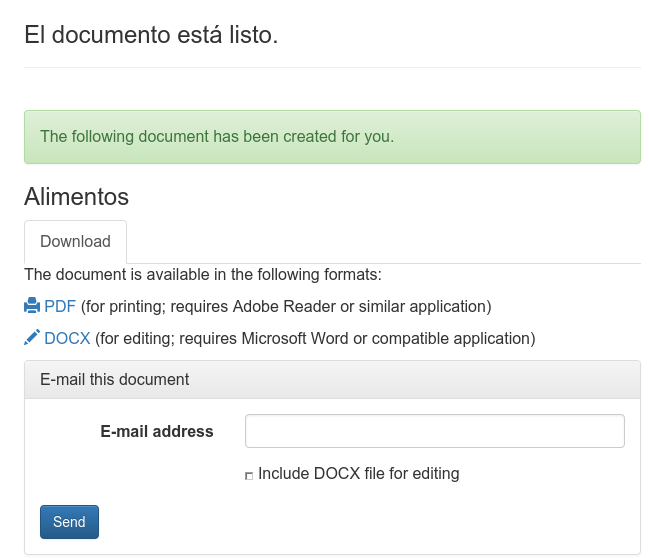 El documento está listo.
The following document has been created for you.
Alimentos
Download
The document is available in the following formats:
PDF (for printing; requires Adobe Reader or similar application)
DOCX (for editing; requires Microsoft Word or compatible application)
E-mail this document
E-mail address
Include DOCX file for editing
Send